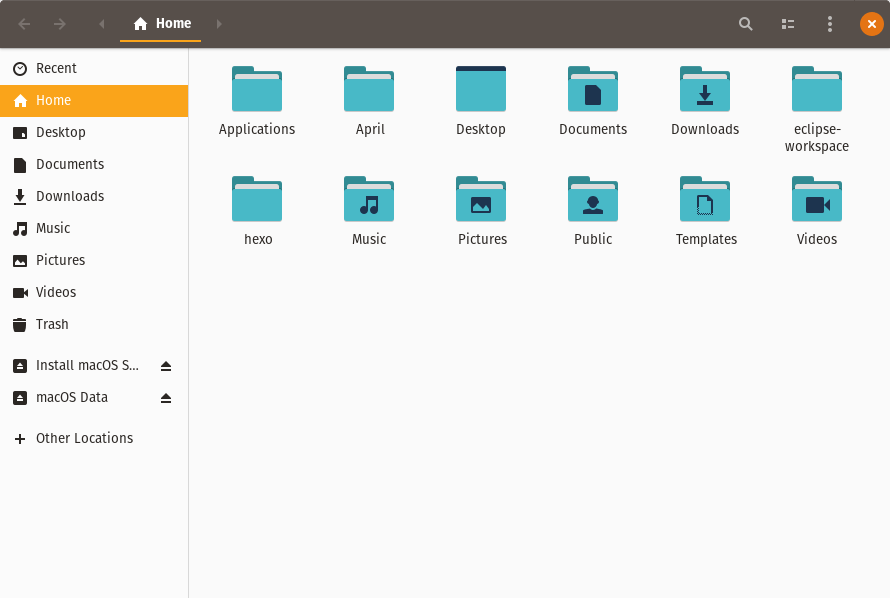 Home
Recent
Home
Desktop
Documents
Downloads
Music
Pictures
Videos
Trash
Install macOS S...
macOS Data
Other Locations
Applications
April
Desktop
Documents
Downloads
eclipse-
workspace
hexo
Music
Pictures
Public
Templates
Videos